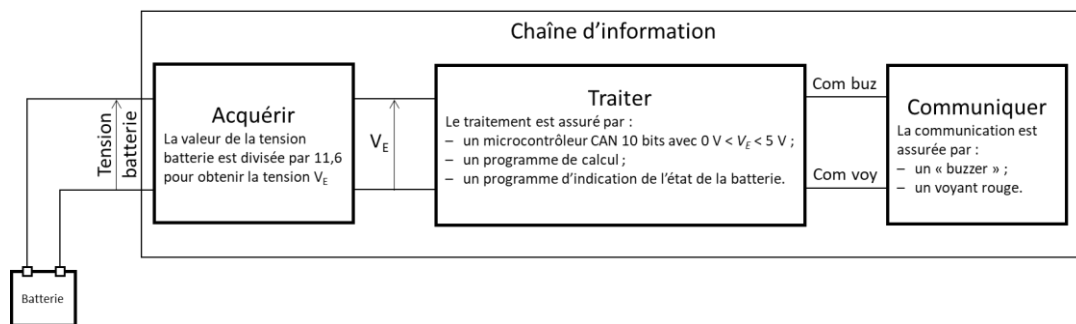 Chaîne d'information
Tension
batterie
Acquérir
La valeur de la tension
batterie est divisée par 11,6
pour obtenir la tension VE
VE
Traiter
Le traitement est assuré par :
– un microcontrôleur CAN 10 bits avec 0 V < VE < 5 V ;
– un programme de calcul ;
– un programme d'indication de l'état de la batterie.
Com buz
Com voy
Communiquer
La communication est
assurée par :
– un « buzzer » ;
– un voyant rouge.
Batterie